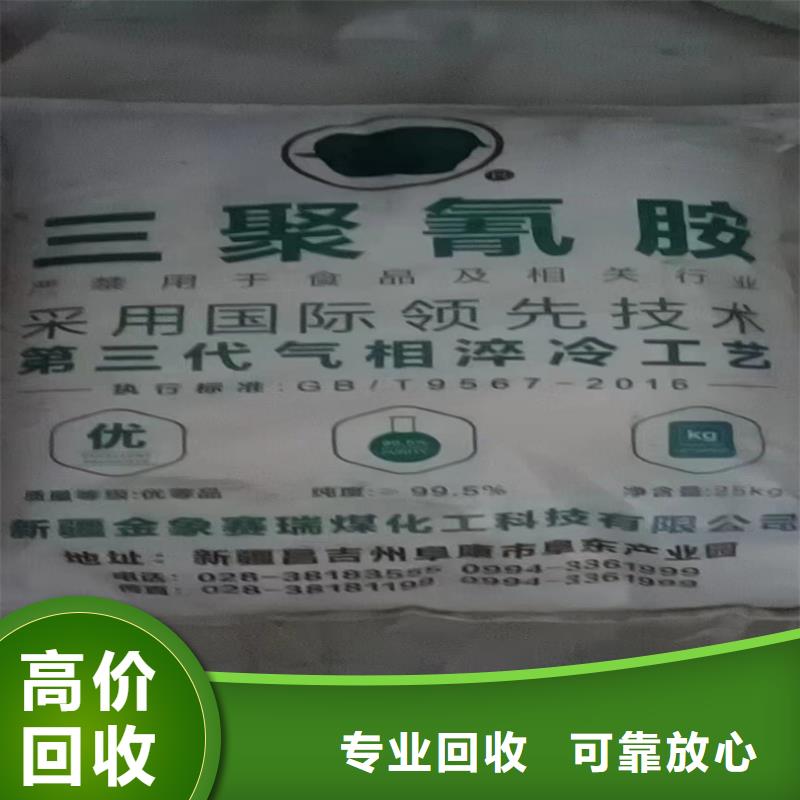 ®
三聚氰胺
严禁用于食品及相关行业
采用国际领先技术
第三代气相淬冷工艺
执行标准:GB/T9567-2016
优
99.5%
kg
质量等级:优等品
纯度:≥99.5%
净含量:25kg
新疆金象赛瑞煤化工科技有限公司
地址:新疆昌吉州阜康市阜东产业园
电话:028-38183555 0994-3361999
传真:028-38181199 0994-3361999
高价
回收
专业回收 可靠放心